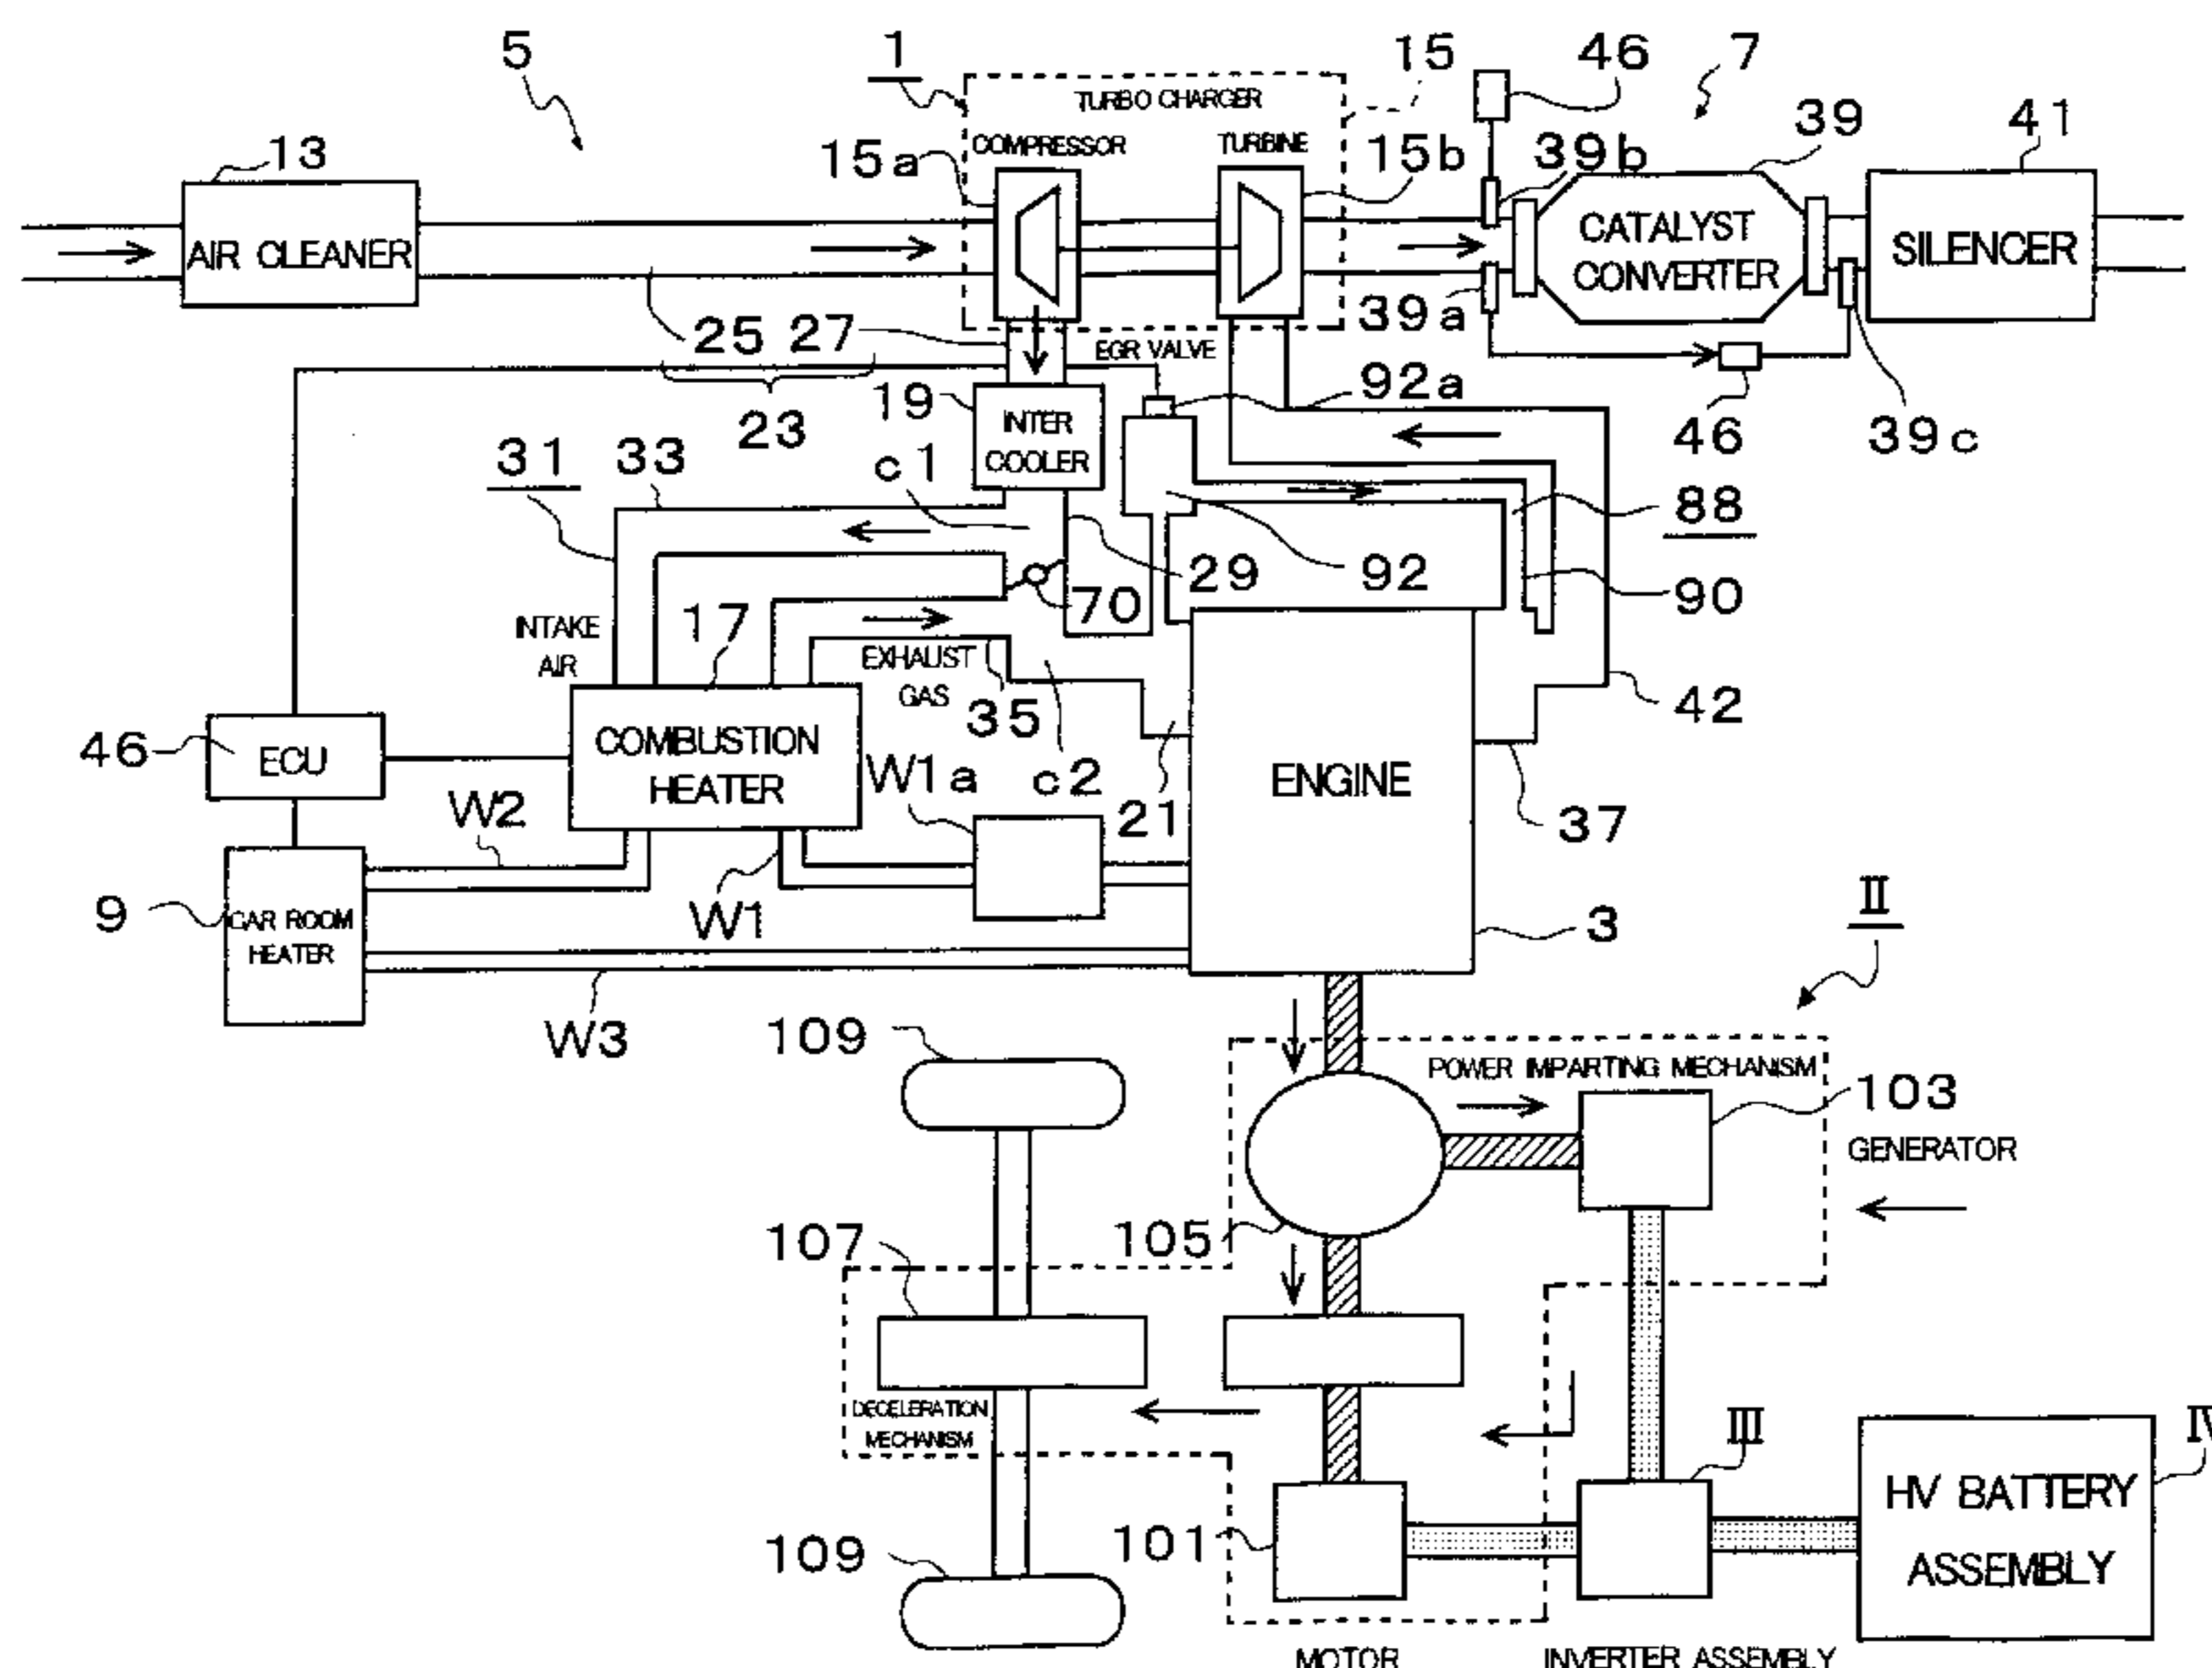 5
1
15
46
7
TURBO CHARGER
13
15a
COMPRESSOR
TURBINE
15b
39b
39
41
AIR CLEANER
CATALYST
CONVERTER
SILENCER
25
27
39a
EGR VALVE
23
19
92a
46
39c
INTER
COOLER
31
33
c1
88
29
92
90
70
INTAKE
AIR
17
EXHAUST
GAS
35
42
46
ECU
COMBUSTION
HEATER
W1a
c2
21
ENGINE
37
W2
9
CAR ROOM
HEATER
W1
3
II
W3
109
POWER IMPARTING MECHANISM
103
GENERATOR
107
105
DECELERATION
MECHANISM
III
IV
HV BATTERY
ASSEMBLY
109
101
MOTOR
INVERTER ASSEMBLY